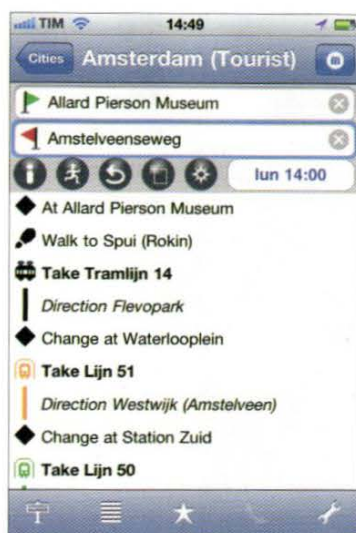 TIM 14:49
Cities Amsterdam (Tourist)
Allard Pierson Museum
Amstelveenseweg
lun 14:00
At Allard Pierson Museum
Walk to Spui (Rokin)
Take Tramlijn 14
Direction Flevopark
Change at Waterlooplein
Take Lijn 51
Direction Westwijk (Amstelveen)
Change at Station Zuid
Take Lijn 50